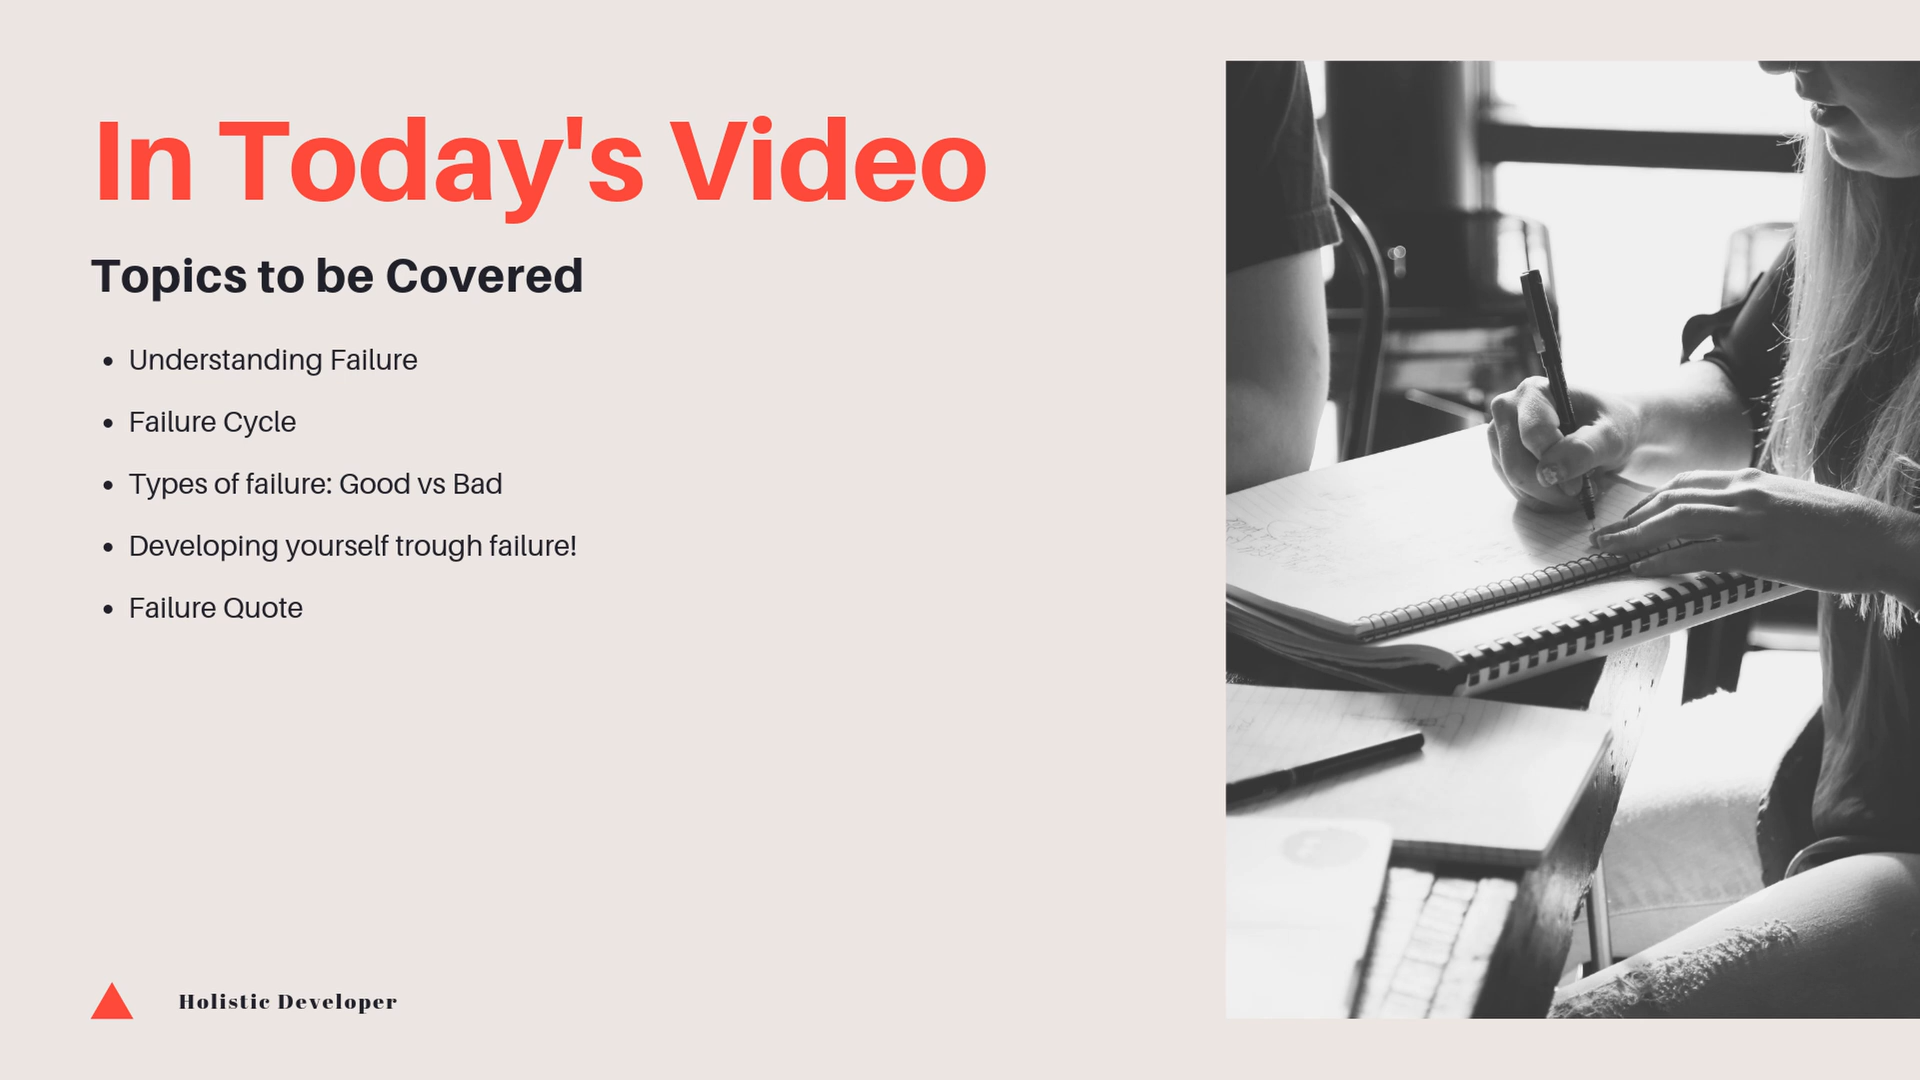 In Today's Video
Topics to be Covered
• Understanding Failure
• Failure Cycle
• Types of failure: Good vs Bad
• Developing yourself trough failure!
• Failure Quote
Holistic Developer